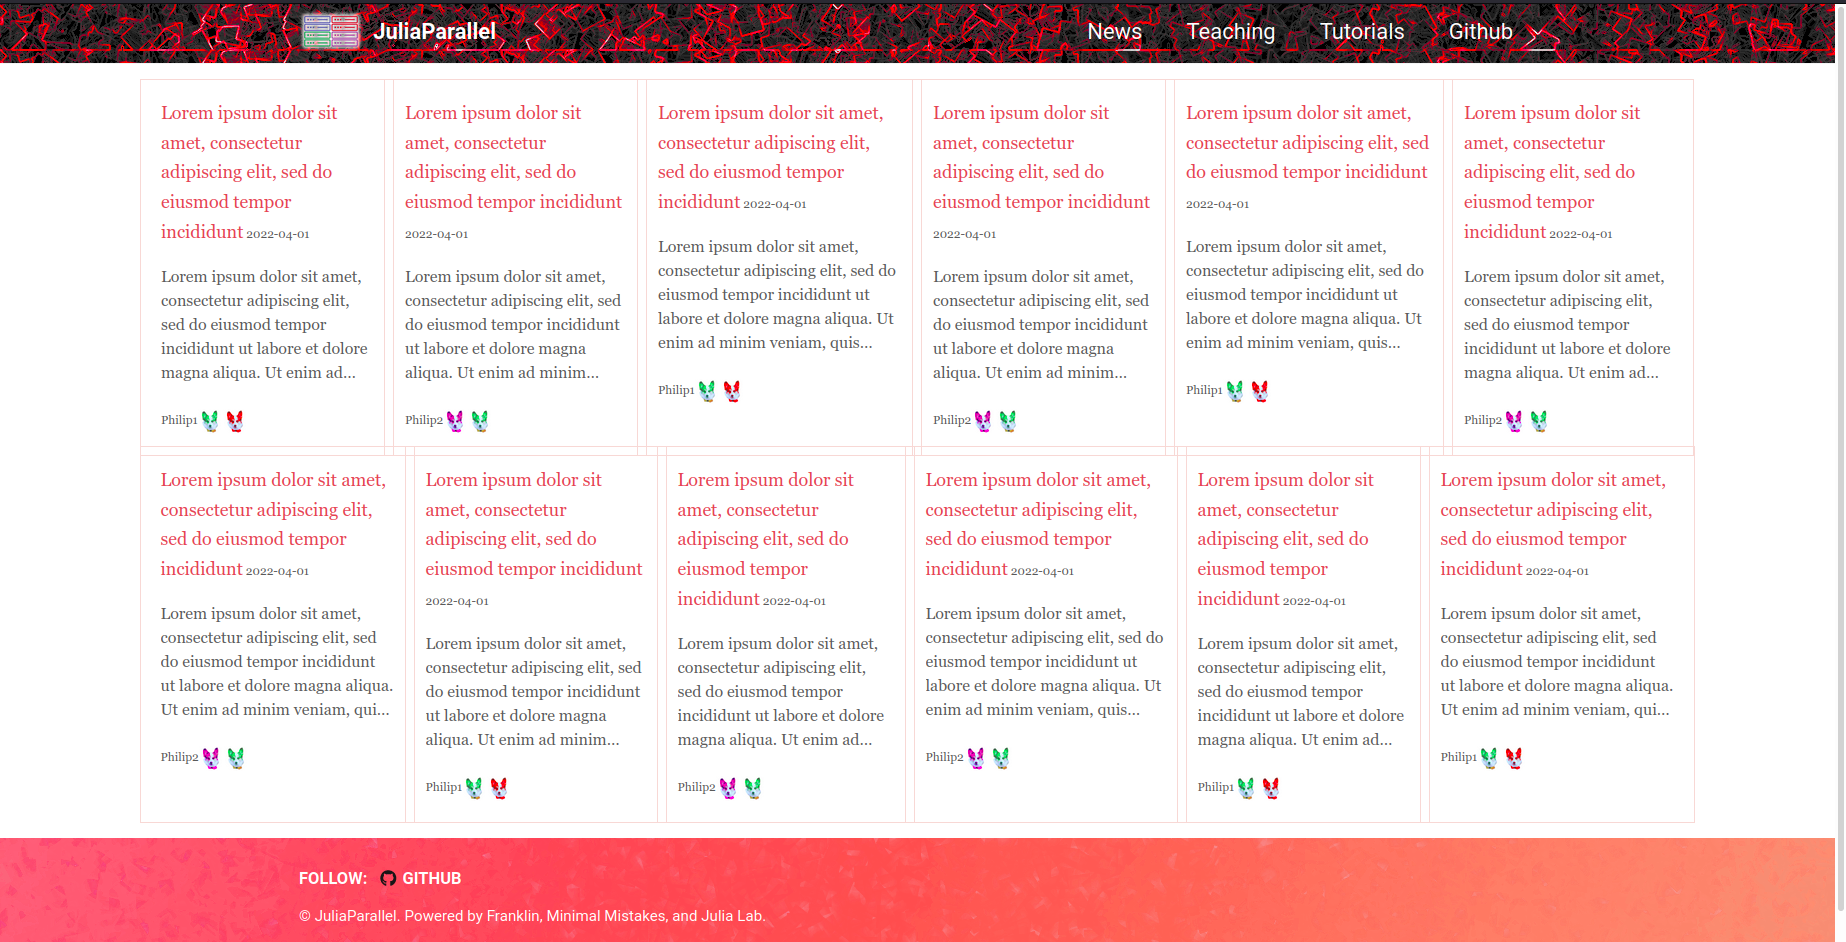 JuliaParallel
News Teaching Tutorials Github
Lorem ipsum dolor sit
amet, consectetur
adipiscing elit, sed do
eiusmod tempor
incididunt 2022-04-01
Lorem ipsum dolor sit amet,
consectetur adipiscing elit,
sed do eiusmod tempor
incididunt ut labore et dolore
magna aliqua. Ut enim ad...
Philip1
Lorem ipsum dolor sit
amet, consectetur
adipiscing elit, sed do
eiusmod tempor incididunt
2022-04-01
Lorem ipsum dolor sit amet,
consectetur adipiscing elit, sed
do eiusmod tempor incididunt
ut labore et dolore magna
aliqua. Ut enim ad minim...
Philip2
Lorem ipsum dolor sit amet,
consectetur adipiscing elit,
sed do eiusmod tempor
incididunt 2022-04-01
Lorem ipsum dolor sit amet,
consectetur adipiscing elit, sed do
eiusmod tempor incididunt ut
labore et dolore magna aliqua. Ut
enim ad minim veniam, quis...
Philip1
Lorem ipsum dolor sit
amet, consectetur
adipiscing elit, sed do
eiusmod tempor incididunt
2022-04-01
Lorem ipsum dolor sit amet,
consectetur adipiscing elit, sed
do eiusmod tempor incididunt
ut labore et dolore magna
aliqua. Ut enim ad minim...
Philip2
Lorem ipsum dolor sit amet,
consectetur adipiscing elit, sed
do eiusmod tempor incididunt
2022-04-01
Lorem ipsum dolor sit amet,
consectetur adipiscing elit, sed do
eiusmod tempor incididunt ut
labore et dolore magna aliqua. Ut
enim ad minim veniam, quis...
Philip1
Lorem ipsum dolor sit
amet, consectetur
adipiscing elit, sed do
eiusmod tempor
incididunt 2022-04-01
Lorem ipsum dolor sit amet,
consectetur adipiscing elit,
sed do eiusmod tempor
incididunt ut labore et dolore
magna aliqua. Ut enim ad...
Philip2
Lorem ipsum dolor sit amet,
consectetur adipiscing elit,
sed do eiusmod tempor
incididunt 2022-04-01
Lorem ipsum dolor sit amet,
consectetur adipiscing elit, sed
do eiusmod tempor incididunt
ut labore et dolore magna aliqua.
Ut enim ad minim veniam, qui...
Philip2
Lorem ipsum dolor sit
amet, consectetur
adipiscing elit, sed do
eiusmod tempor incididunt
2022-04-01
Lorem ipsum dolor sit amet,
consectetur adipiscing elit, sed
do eiusmod tempor incididunt
ut labore et dolore magna
aliqua. Ut enim ad minim...
Philip1
Lorem ipsum dolor sit
amet, consectetur
adipiscing elit, sed do
eiusmod tempor
incididunt 2022-04-01
Lorem ipsum dolor sit amet,
consectetur adipiscing elit,
sed do eiusmod tempor
incididunt ut labore et dolore
magna aliqua. Ut enim ad...
Philip2
Lorem ipsum dolor sit amet,
consectetur adipiscing elit,
sed do eiusmod tempor
incididunt 2022-04-01
Lorem ipsum dolor sit amet,
consectetur adipiscing elit, sed do
eiusmod tempor incididunt ut
labore et dolore magna aliqua. Ut
enim ad minim veniam, quis...
Philip2
Lorem ipsum dolor sit
amet, consectetur
adipiscing elit, sed do
eiusmod tempor
incididunt 2022-04-01
Lorem ipsum dolor sit amet,
consectetur adipiscing elit,
sed do eiusmod tempor
incididunt ut labore et dolore
magna aliqua. Ut enim ad...
Philip1
Lorem ipsum dolor sit amet,
consectetur adipiscing elit,
sed do eiusmod tempor
incididunt 2022-04-01
Lorem ipsum dolor sit amet,
consectetur adipiscing elit, sed
do eiusmod tempor incididunt
ut labore et dolore magna aliqua.
Ut enim ad minim veniam, qui...
Philip1
FOLLOW: GITHUB
© JuliaParallel. Powered by Franklin, Minimal Mistakes, and Julia Lab.